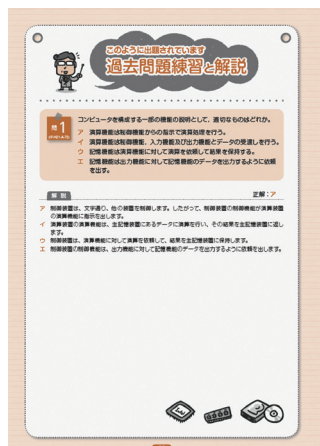 このように出題されています
過去問題練習と解説
問1
コンピュータを構成する一部の機能の説明として、適切なものはどれか。
ア 演算機能は制御機能からの指示で演算処理を行う。
イ 演算機能は制御機能、入力機能及び出力機能とデータの受渡しを行う。
ウ 記憶機能は演算機能に対して演算を依頼して結果を保持する。
エ 記憶機能は出力機能に対して記憶機能のデータを出力するように依頼
を出す。
解説
正解：ア
ア 制御装置は、文字通り、他の装置を制御します。したがって、制御装置の制御機能が演算装置
の演算機能に指示を出します。
イ 演算装置の演算機能は、主記憶装置にあるデータに演算を行い、その結果を主記憶装置に返し
ます。
ウ 制御装置は、演算機能に対して演算を依頼して、結果を主記憶装置に保持します。
エ 制御装置の制御機能は、出力機能に対して記憶機能のデータを出力するように依頼を出します。